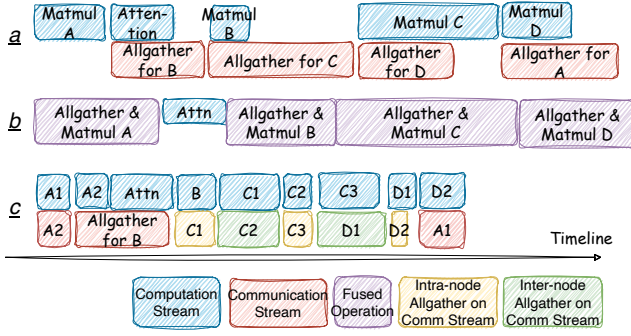 a
Matmul
A
Atten-
tion
Matmul
B
Matmul C
Matmul
D
Allgather
for B
Allgather for C
Allgather
for D
Allgather for A
b
Allgather &
Matmul A
Attn
Allgather &
Matmul B
Allgather &
Matmul C
Allgather &
Matmul D
c
A1 A2 Attn B C1 C2 C3 D1 D2
A2 Allgather
for B C1 C2 C3 D1 D2 A1
Timeline
Computation
Stream
Communication
Stream
Fused
Operation
Intra-node
Allgather on
Comm Stream
Inter-node
Allgather on
Comm Stream